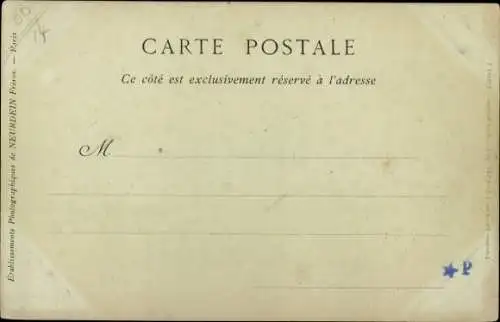 CARTE POSTALE
Ce côté est exclusivement réservé à l'adresse
M
Etablissements Photographiques de NEURDEIN Frères. — Paris
★P